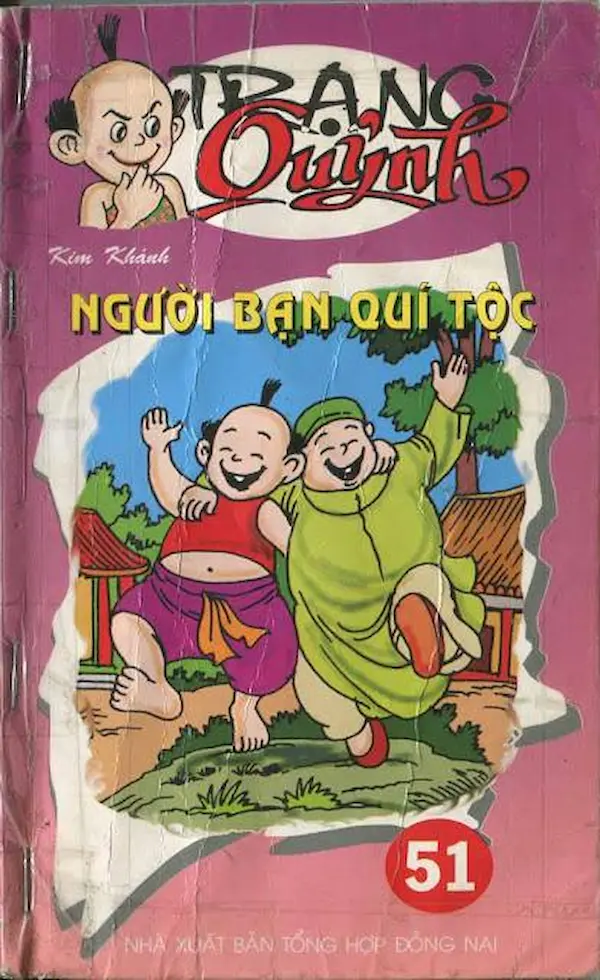 TRẠNG
Quỳnh
Kim Khánh
NGƯỜI BẠN QUÍ TỘC
51
NHÀ XUẤT BẢN TỔNG HỢP ĐỒNG NAI